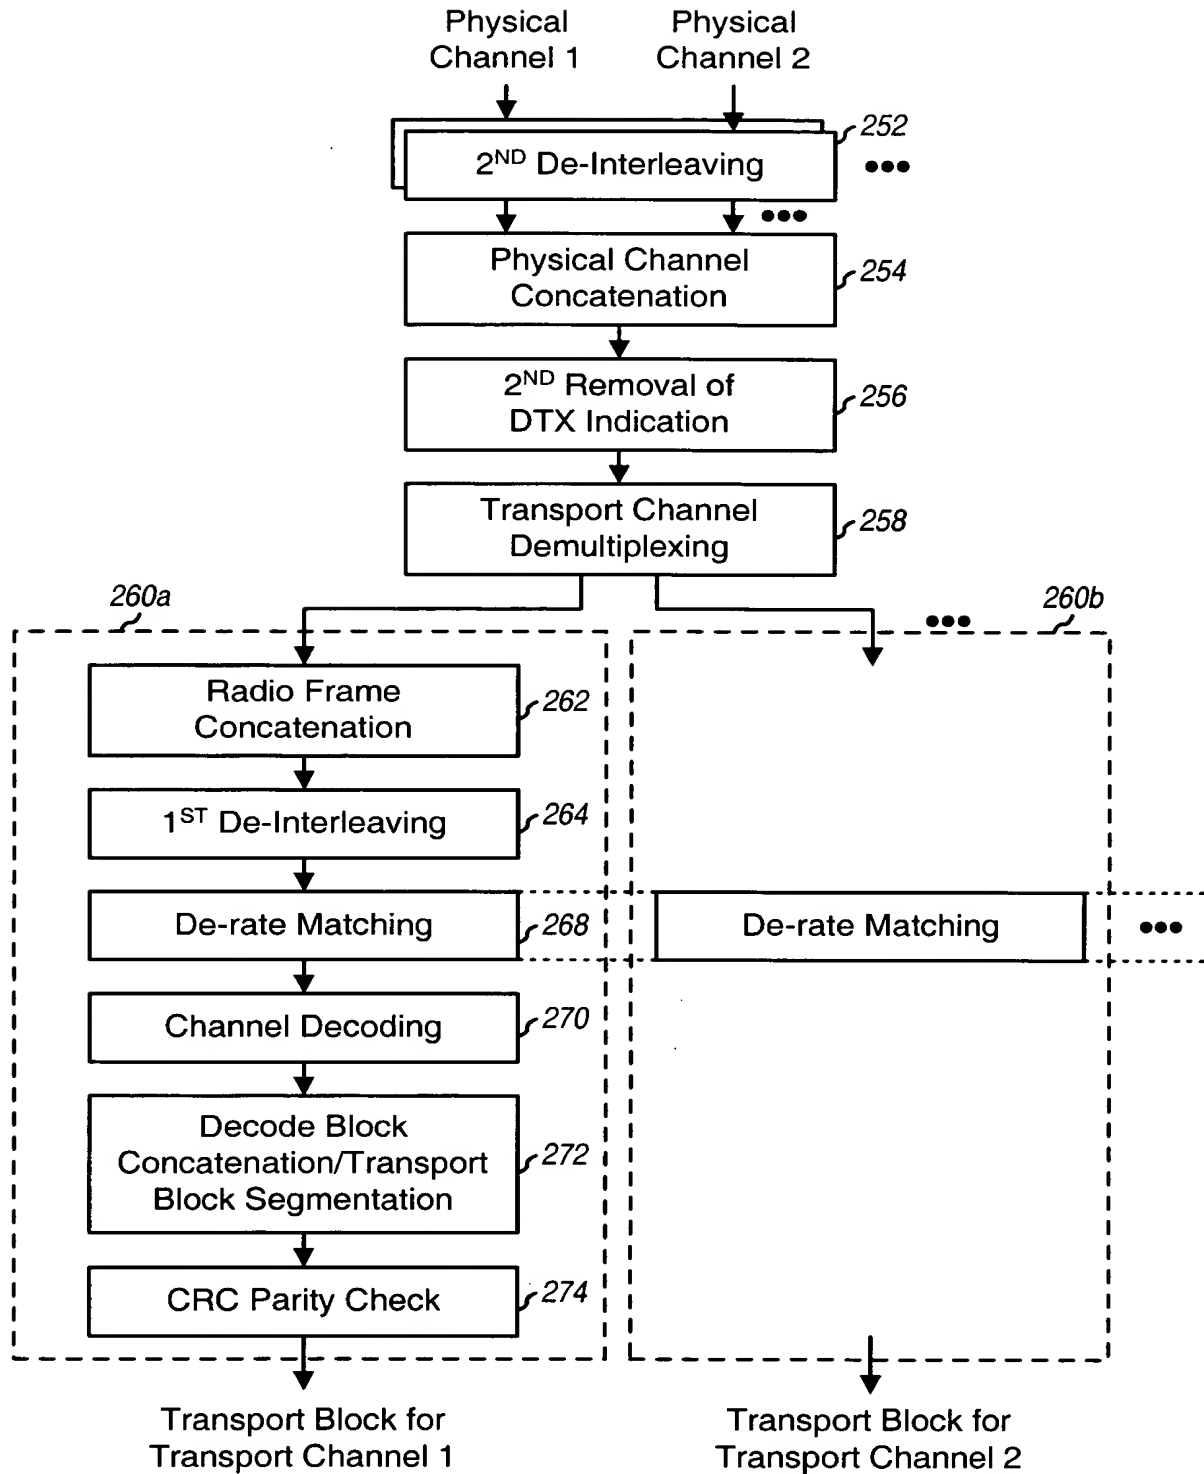 Physical
Channel 1
Physical
Channel 2
252
2ND De-Interleaving
•••
•••
Physical Channel
Concatenation
254
2ND Removal of
DTX Indication
256
Transport Channel
Demultiplexing
258
260a
•••
260b
Radio Frame
Concatenation
262
1ST De-Interleaving
264
De-rate Matching
268
De-rate Matching
•••
Channel Decoding
270
Decode Block
Concatenation/Transport
Block Segmentation
272
CRC Parity Check
274
Transport Block for
Transport Channel 1
Transport Block for
Transport Channel 2